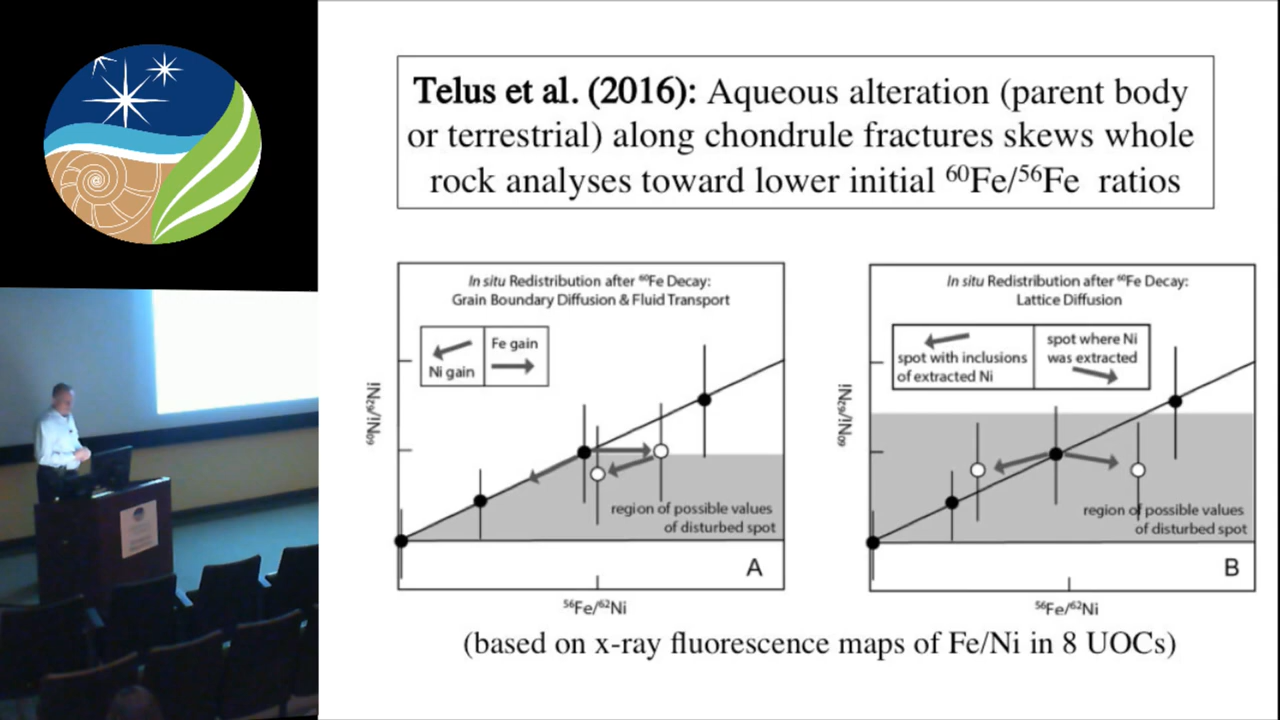 Telus et al. (2016): Aqueous alteration (parent body
or terrestrial) along chondrule fractures skews whole
rock analyses toward lower initial ⁶⁰Fe/⁵⁶Fe ratios
In situ Redistribution after ⁶⁰Fe Decay:
Grain Boundary Diffusion & Fluid Transport
Ni gain
Fe gain
⁶⁰Ni/⁶²Ni
region of possible values
of disturbed spot
A
⁵⁶Fe/⁶²Ni
In situ Redistribution after ⁶⁰Fe Decay:
Lattice Diffusion
spot with inclusions
of extracted Ni
spot where Ni
was extracted
⁶⁰Ni/⁶²Ni
region of possible values
of disturbed spot
B
⁵⁶Fe/⁶²Ni
(based on x-ray fluorescence maps of Fe/Ni in 8 UOCs)